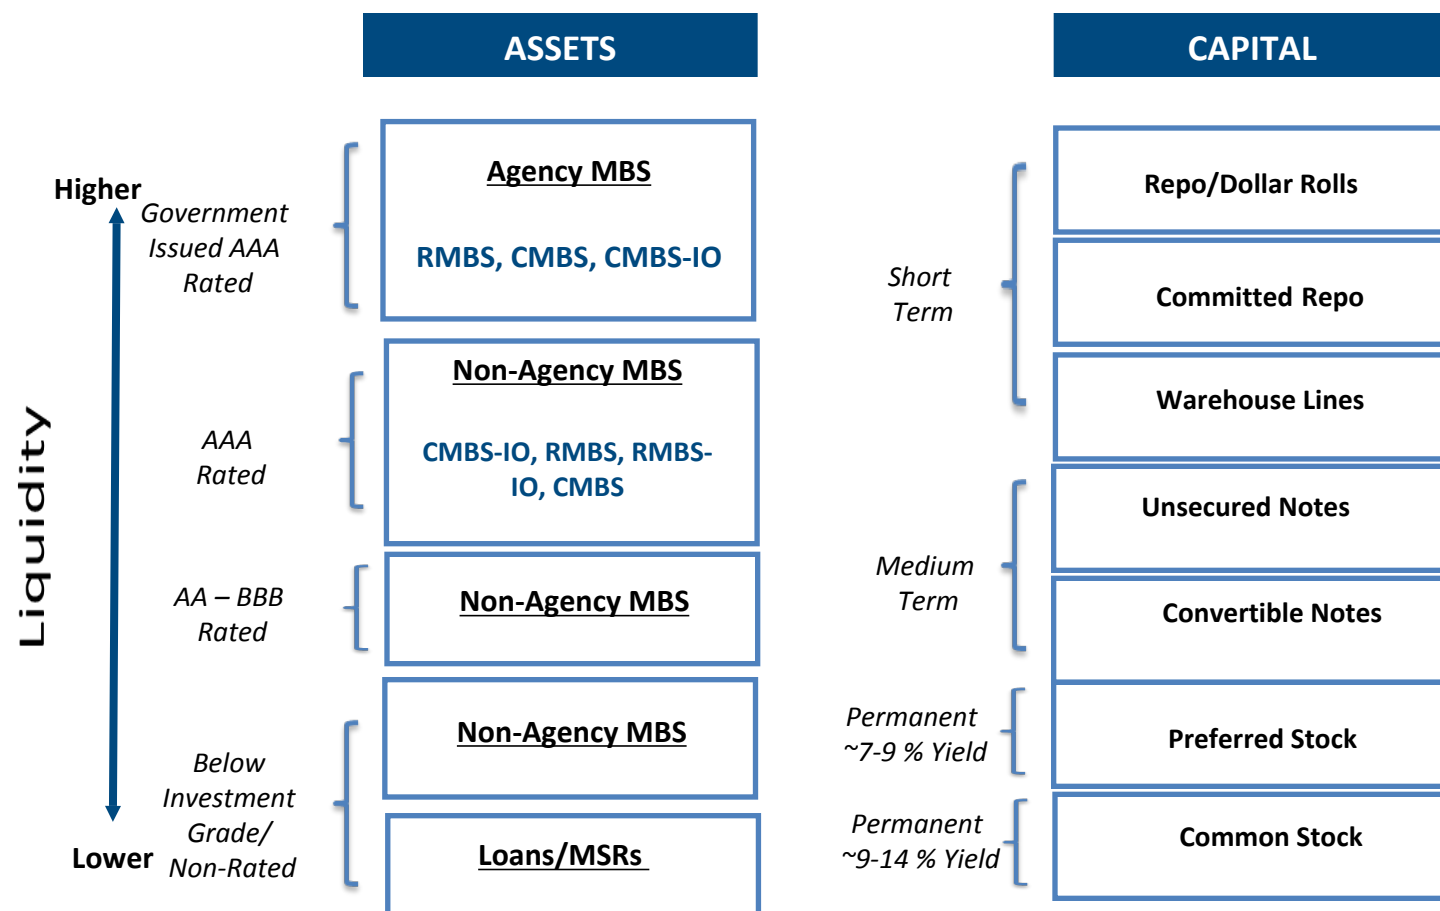 ASSETS
CAPITAL
Liquidity
Higher
Lower
Government
Issued AAA
Rated
Agency MBS
RMBS, CMBS, CMBS-IO
AAA
Rated
Non-Agency MBS
CMBS-IO, RMBS, RMBS-
IO, CMBS
AA – BBB
Rated
Non-Agency MBS
Below
Investment
Grade/
Non-Rated
Non-Agency MBS
Loans/MSRs
Short
Term
Repo/Dollar Rolls
Committed Repo
Warehouse Lines
Medium
Term
Unsecured Notes
Convertible Notes
Permanent
~7-9 % Yield
Preferred Stock
Permanent
~9-14 % Yield
Common Stock